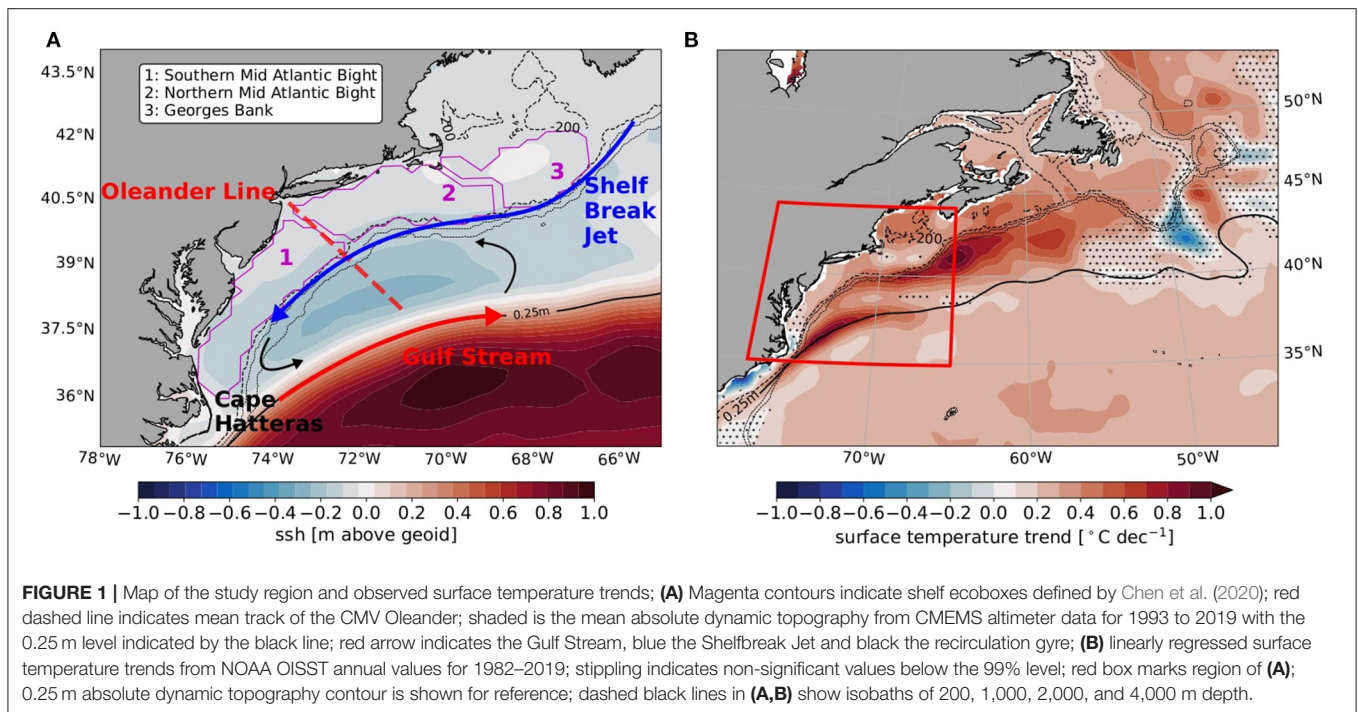 A
B
43.5°N
42°N
40.5°N
39°N
37.5°N
36°N
78°W
76°W
74°W
72°W
70°W
68°W
66°W
1: Southern Mid Atlantic Bight
2: Northern Mid Atlantic Bight
3: Georges Bank
200
200
Oleander Line
1
2
3
Shelf
Break
Jet
0.25m
Gulf Stream
Cape
Hatteras
−1.0 −0.8 −0.6 −0.4 −0.2 0.0 0.2 0.4 0.6 0.8 1.0
ssh [m above geoid]
50°N
45°N
40°N
35°N
70°W
60°W
50°W
-200
0.25m
−1.0 −0.8 −0.6 −0.4 −0.2 0.0 0.2 0.4 0.6 0.8 1.0
surface temperature trend [°C dec⁻¹]
FIGURE 1 | Map of the study region and observed surface temperature trends; (A) Magenta contours indicate shelf ecoboxes defined by Chen et al. (2020); red
dashed line indicates mean track of the CMV Oleander; shaded is the mean absolute dynamic topography from CMEMS altimeter data for 1993 to 2019 with the
0.25 m level indicated by the black line; red arrow indicates the Gulf Stream, blue the Shelfbreak Jet and black the recirculation gyre; (B) linearly regressed surface
temperature trends from NOAA OISST annual values for 1982–2019; stippling indicates non-significant values below the 99% level; red box marks region of (A);
0.25 m absolute dynamic topography contour is shown for reference; dashed black lines in (A,B) show isobaths of 200, 1,000, 2,000, and 4,000 m depth.